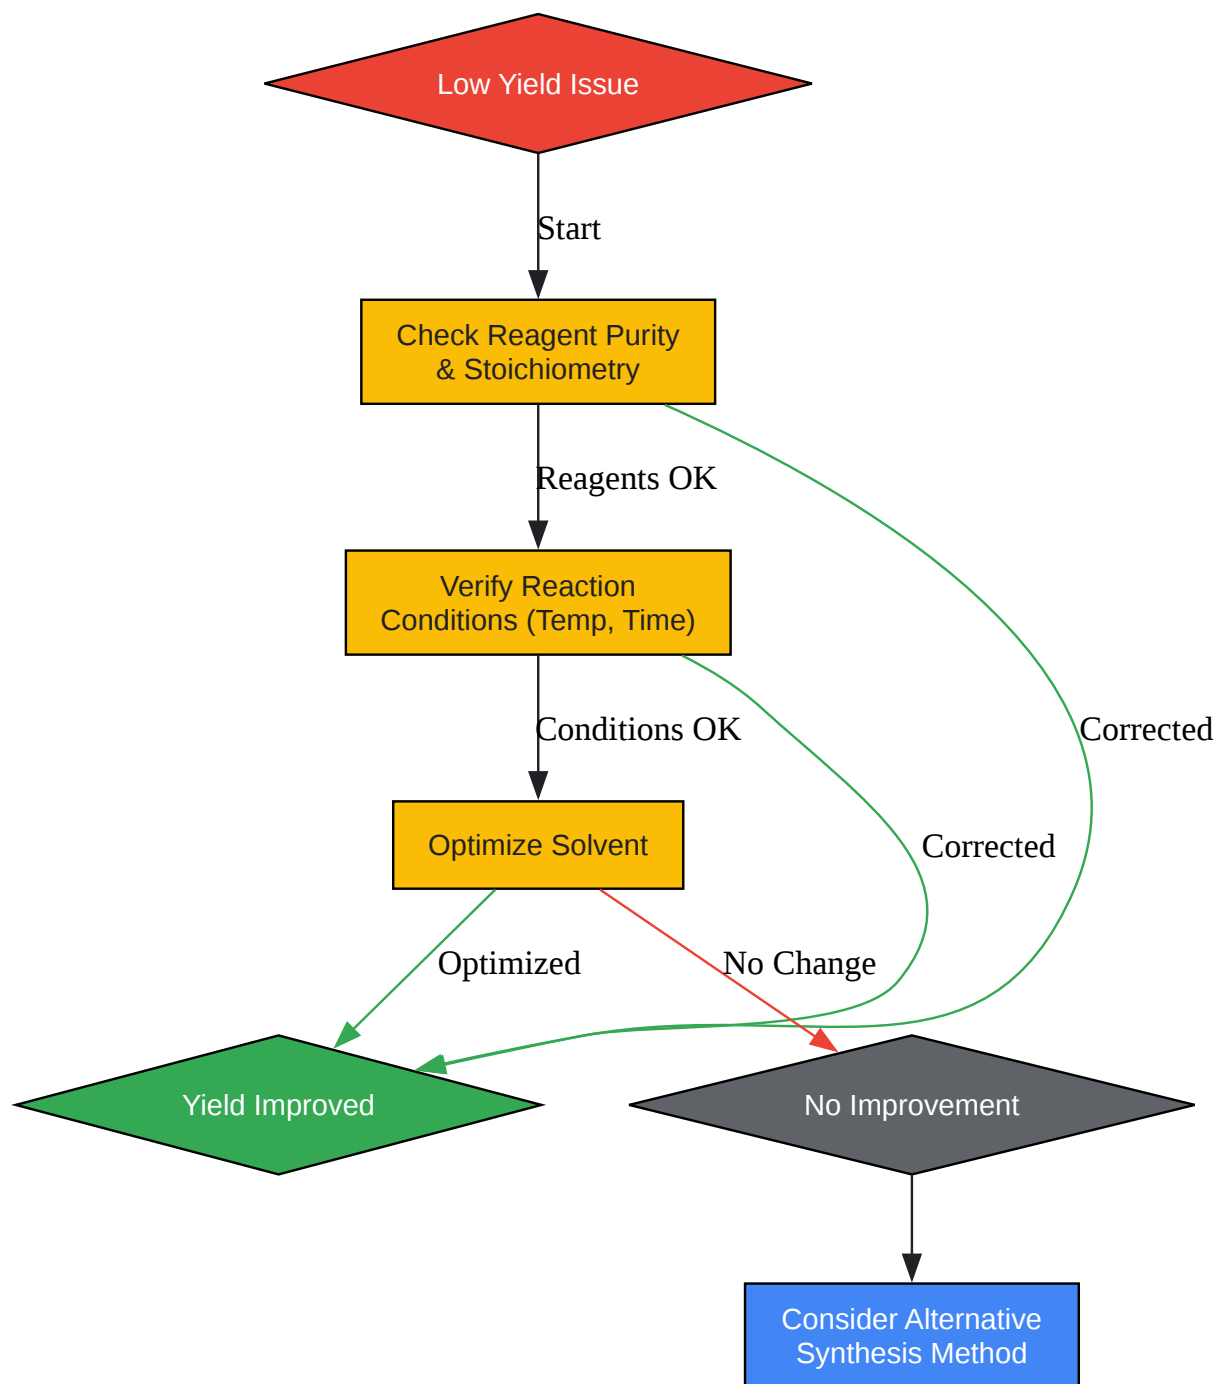 Low Yield Issue
Start
Check Reagent Purity
& Stoichiometry
Reagents OK
Verify Reaction
Conditions (Temp, Time)
Conditions OK
Corrected
Optimize Solvent
Corrected
Optimized
No Change
Yield Improved
No Improvement
Consider Alternative
Synthesis Method